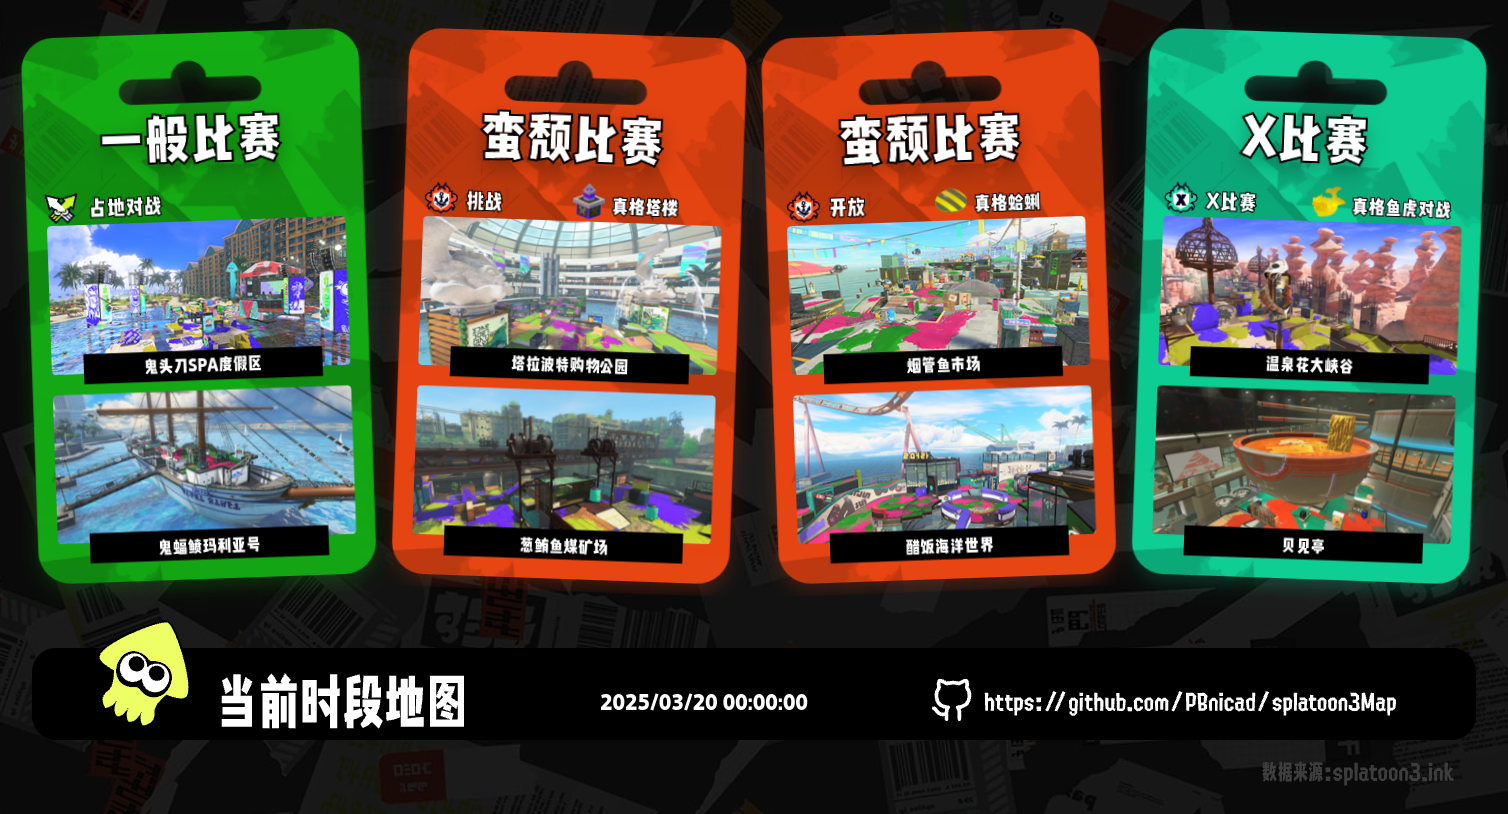 一般比赛
占地对战
鬼头刀SPA度假区
鬼蝠鲼玛利亚号
蛮颓比赛
挑战
真格塔楼
塔拉波特购物公园
葱鲔鱼煤矿场
蛮颓比赛
开放
真格蛤蜊
烟管鱼市场
醋饭海洋世界
X比赛
X比赛
真格鱼虎对战
温泉花大峡谷
贝见亭
当前时段地图
2025/03/20 00:00:00
https://github.com/PBnicad/splatoon3Map
数据来源:splatoon3.ink